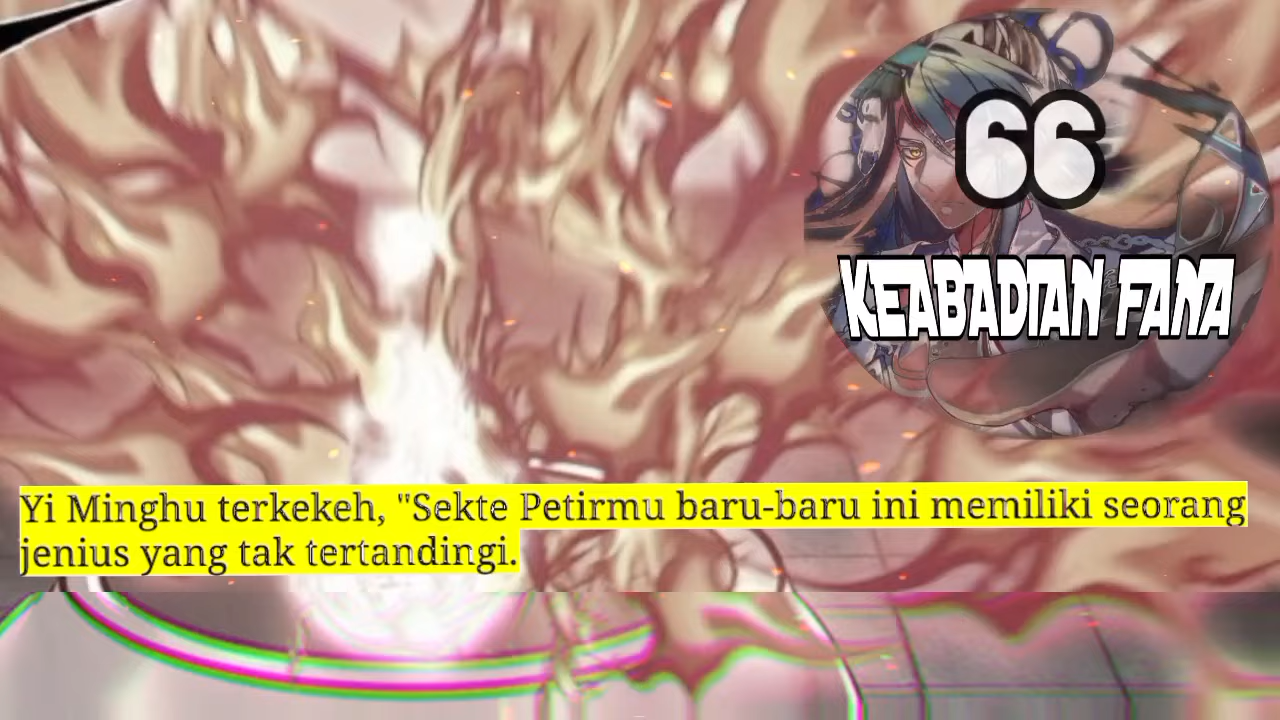 66
KEABADIAN FANA
Yi Minghu terkekeh, "Sekte Petirmu baru-baru ini memiliki seorang
jenius yang tak tertandingi.